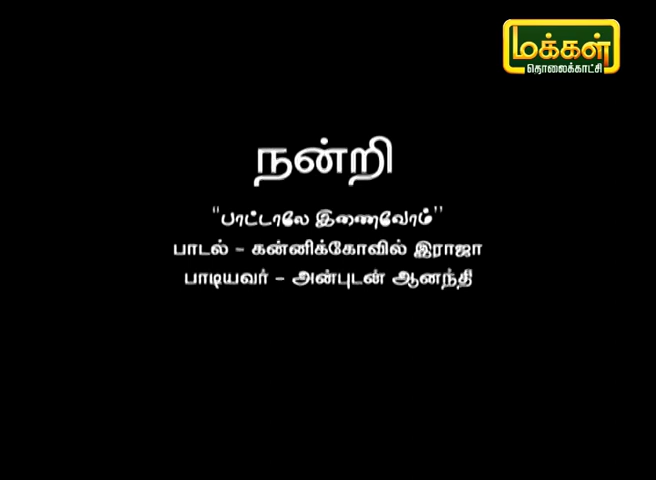 மக்கள்
தொலைக்காட்சி
நன்றி
"பாட்டாலே இணைவோம்"
பாடல் - கன்னிக்கோவில் இராஜா
பாடியவர் - அன்புடன் ஆனந்தி